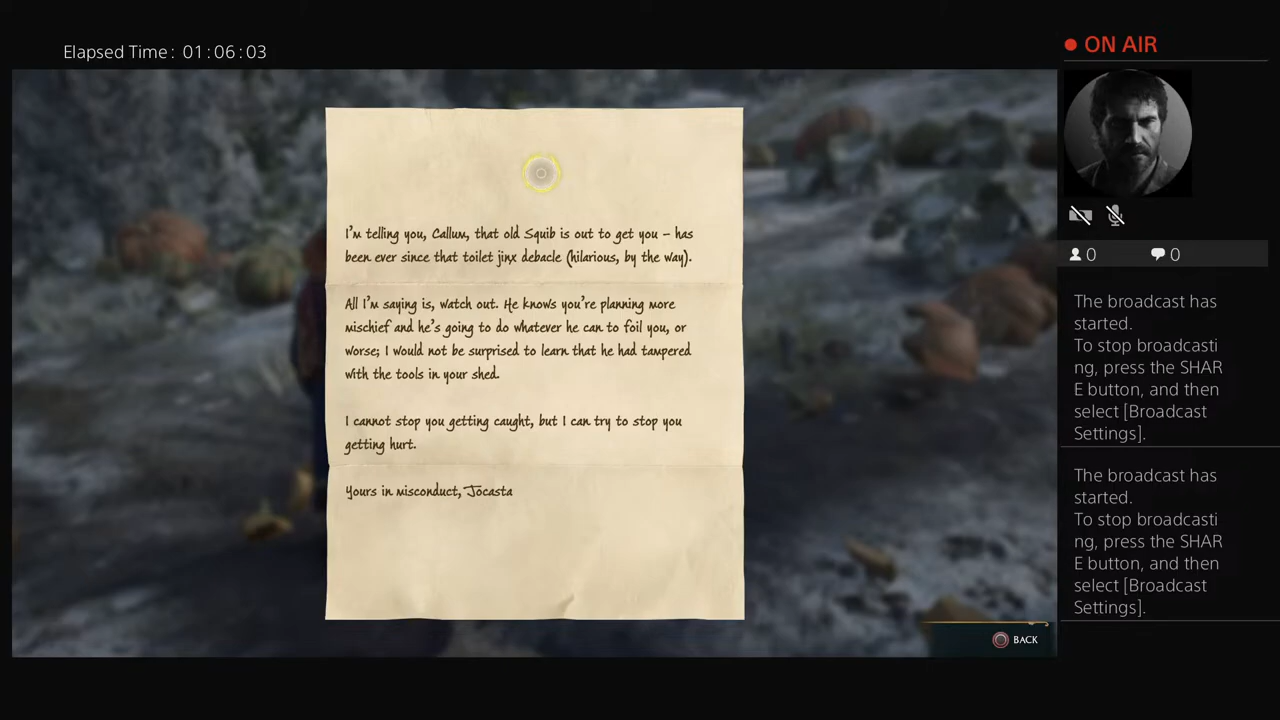 Elapsed Time: 01:06:03
ON AIR
0
0
I'm telling you, Callum, that old Squib is out to get you – has
been ever since that toilet jinx debacle (hilarious, by the way).
All I'm saying is, watch out. He knows you're planning more
mischief and he's going to do whatever he can to foil you, or
worse; I would not be surprised to learn that he had tampered
with the tools in your shed.
I cannot stop you getting caught, but I can try to stop you
getting hurt.
Yours in misconduct, Jocasta
BACK
The broadcast has
started.
To stop broadcasti
ng, press the SHAR
E button, and then
select [Broadcast
Settings].
The broadcast has
started.
To stop broadcasti
ng, press the SHAR
E button, and then
select [Broadcast
Settings].